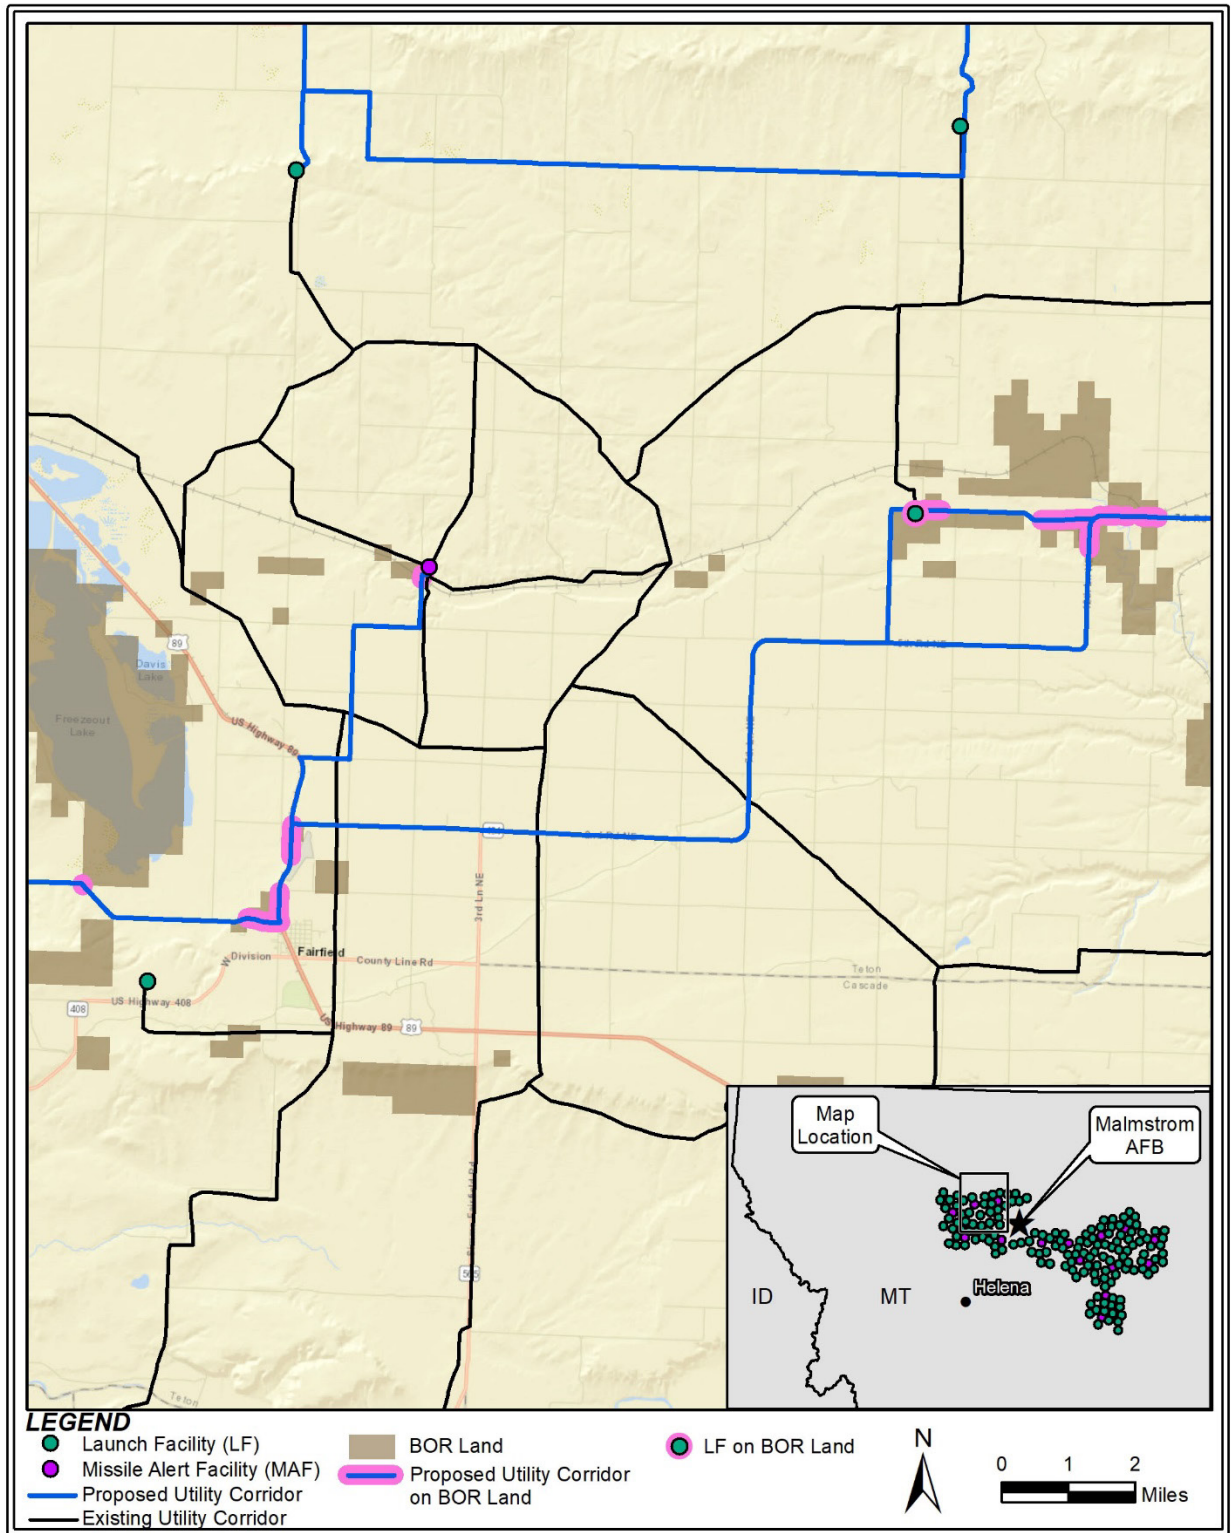 89
Davis
Lake
Freezeout
Lake
US Highway 89
3rd Ln NE
Fairfield
Division
W
County Line Rd
Teton
Cascade
US Highway 408
408
US Highway 89
89
565
Teton
Map
Location
Malmstrom
AFB
ID
MT
Helena
LEGEND
Launch Facility (LF)
Missile Alert Facility (MAF)
Proposed Utility Corridor
Existing Utility Corridor
BOR Land
Proposed Utility Corridor
on BOR Land
LF on BOR Land
N
0 1 2
Miles